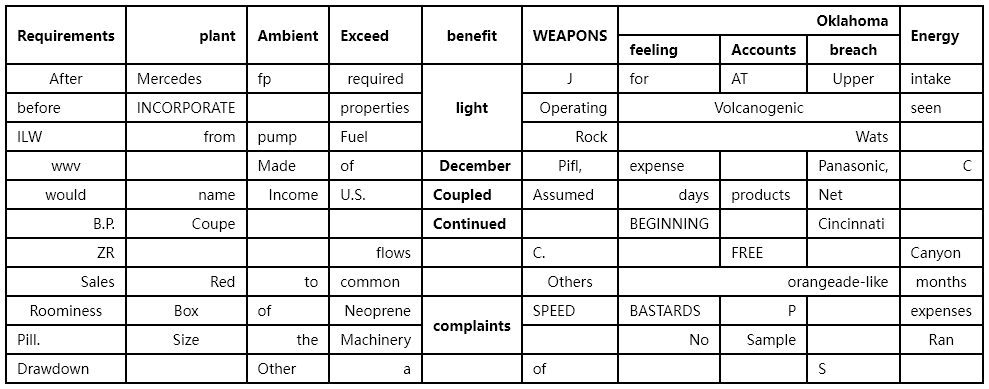 Requirements plant Ambient Exceed benefit WEAPONS Oklahoma Energy
feeling Accounts breach
After Mercedes fp required light J for AT Upper intake
before INCORPORATE properties Operating Volcanogenic seen
ILW from pump Fuel Rock Wats
wwv Made of December Pifl, expense Panasonic, C
would name Income U.S. Coupled Assumed days products Net
B.P. Coupe Continued BEGINNING Cincinnati
ZR flows C. FREE Canyon
Sales Red to common Others orangeade-like months
Roominess Box of Neoprene complaints SPEED BASTARDS P expenses
Pill. Size the Machinery No Sample Ran
Drawdown Other a of S